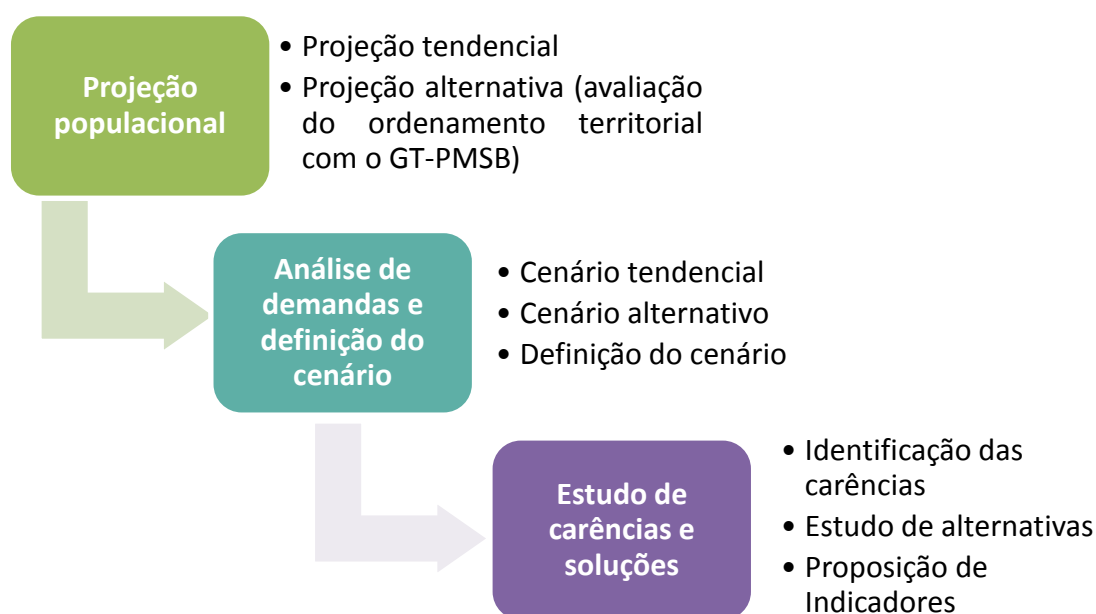 Projeção
populacional
• Projeção tendencial
• Projeção alternativa (avaliação
do ordenamento territorial
com o GT-PMSB)
Análise de
demandas e
definição do
cenário
• Cenário tendencial
• Cenário alternativo
• Definição do cenário
Estudo de
carências e
soluções
• Identificação das
carências
• Estudo de alternativas
• Proposição de
Indicadores